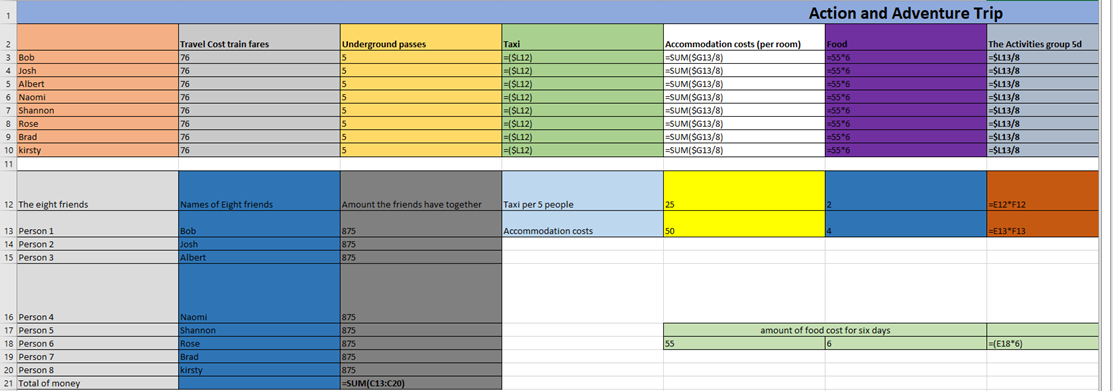 1 Action and Adventure Trip
2 Travel Cost train fares Underground passes Taxi Accommodation costs (per room) Food The Activities group 5d
3 Bob 76 5 =($L12) =SUM($G13/8) =55*6 =$L13/8
4 Josh 76 5 =($L12) =SUM($G13/8) =55*6 =$L13/8
5 Albert 76 5 =($L12) =SUM($G13/8) =55*6 =$L13/8
6 Naomi 76 5 =($L12) =SUM($G13/8) =55*6 =$L13/8
7 Shannon 76 5 =($L12) =SUM($G13/8) =55*6 =$L13/8
8 Rose 76 5 =($L12) =SUM($G13/8) =55*6 =$L13/8
9 Brad 76 5 =($L12) =SUM($G13/8) =55*6 =$L13/8
10 kirsty 76 5 =($L12) =SUM($G13/8) =55*6 =$L13/8
11
12 The eight friends Names of Eight friends Amount the friends have together Taxi per 5 people 25 2 =E12*F12
13 Person 1 Bob 875 Accommodation costs 50 4 =E13*F13
14 Person 2 Josh 875
15 Person 3 Albert 875
16 Person 4 Naomi 875
17 Person 5 Shannon 875 amount of food cost for six days
18 Person 6 Rose 875 55 6 =(E18*6)
19 Person 7 Brad 875
20 Person 8 kirsty 875
21 Total of money =SUM(C13:C20)